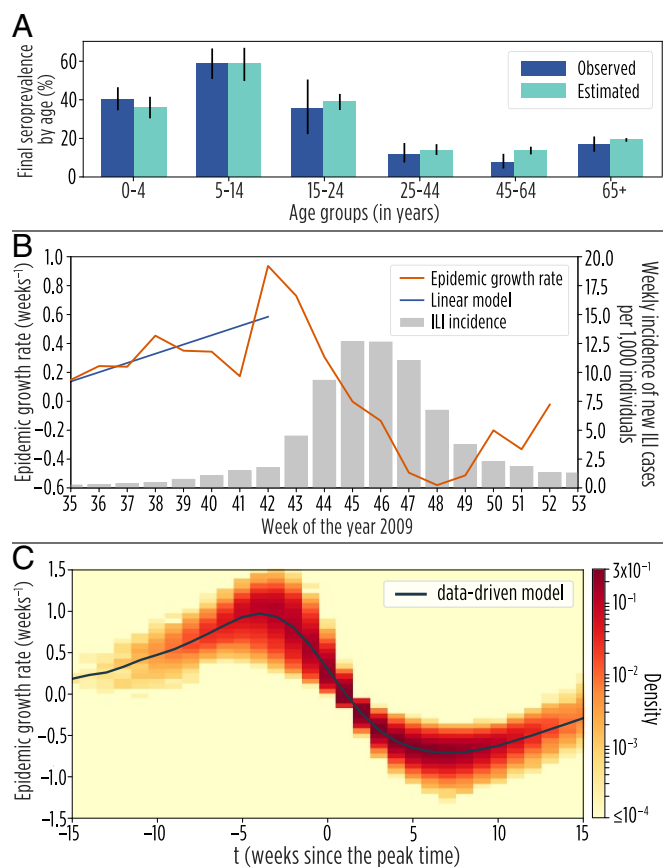 A
Final seroprevalence
by age (%)
60
40
20
0
Observed
Estimated
0-4
5-14
15-24
25-44
45-64
65+
Age groups (in years)
B
Epidemic growth rate (weeks⁻¹)
1.0
0.8
0.6
0.4
0.2
0.0
−0.2
−0.4
−0.6
Epidemic growth rate
Linear model
ILI incidence
20.0
17.5
15.0
12.5
10.0
7.5
5.0
2.5
0.0
Weekly incidence of new ILI cases
per 1,000 individuals
35 36 37 38 39 40 41 42 43 44 45 46 47 48 49 50 51 52 53
Week of the year 2009
C
Epidemic growth rate (weeks⁻¹)
1.5
1.0
0.5
0.0
−0.5
−1.0
−1.5
data-driven model
−15 −10 −5 0 5 10 15
t (weeks since the peak time)
3x10⁻¹
10⁻¹
10⁻²
10⁻³
≤10⁻⁴
Density